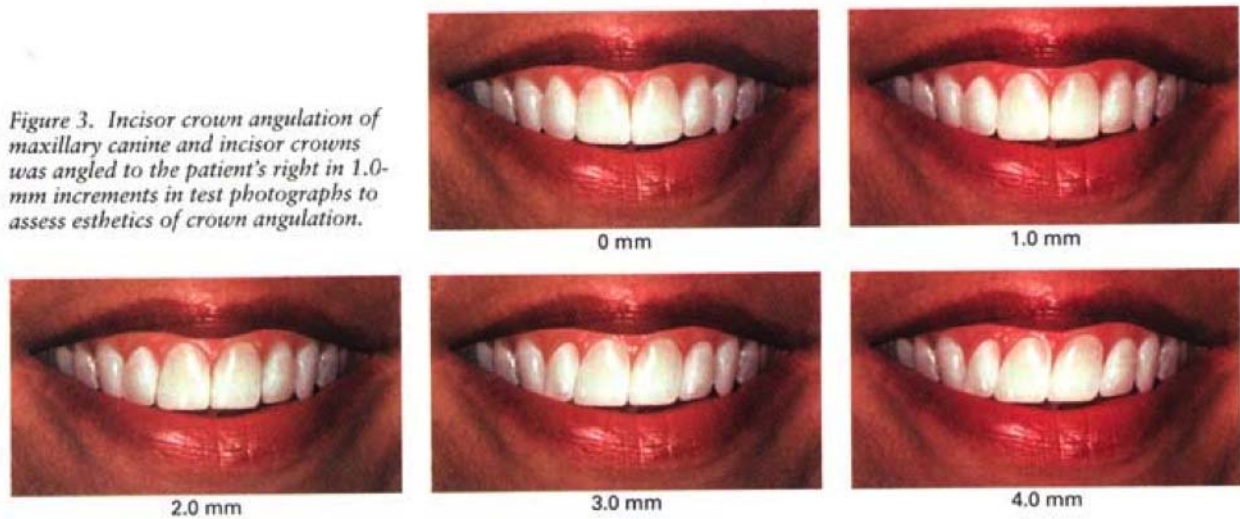 Figure 3. Incisor crown angulation of
maxillary canine and incisor crowns
was angled to the patient's right in 1.0-
mm increments in test photographs to
assess esthetics of crown angulation.
0 mm
1.0 mm
2.0 mm
3.0 mm
4.0 mm